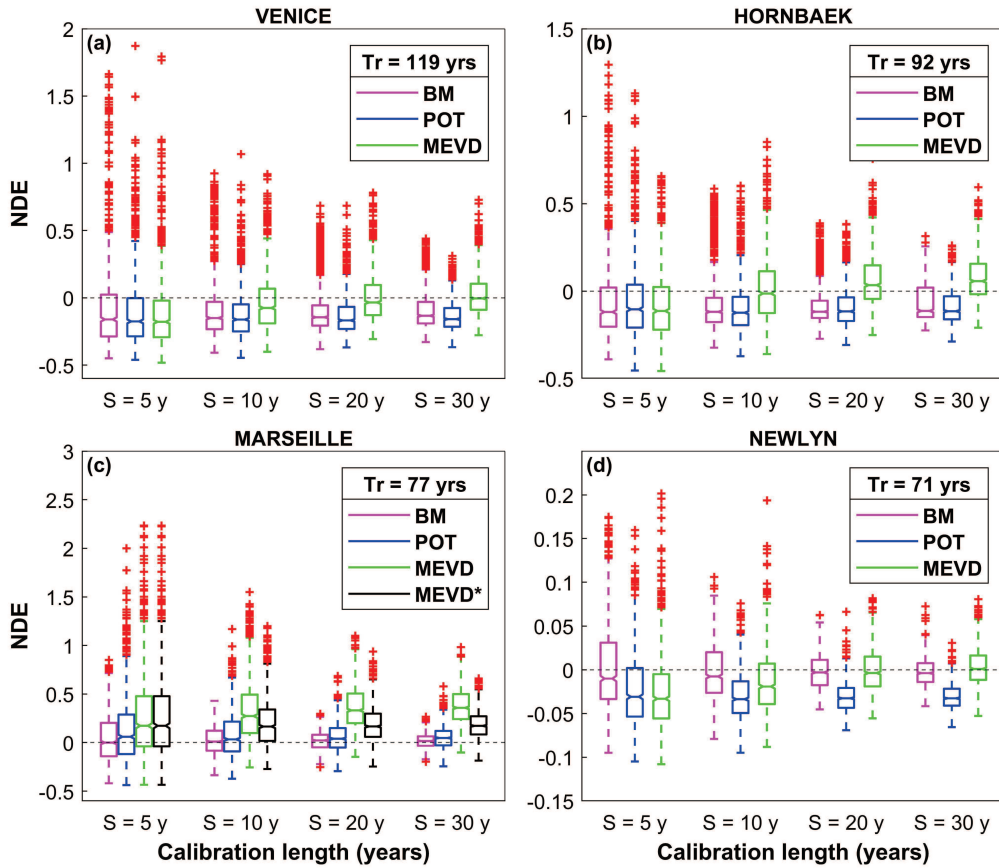 VENICE
(a)
Tr = 119 yrs
BM
POT
MEVD
NDE
2
1.5
1
0.5
0
-0.5
S = 5 y S = 10 y S = 20 y S = 30 y
HORNBAEK
(b)
Tr = 92 yrs
BM
POT
MEVD
1.5
1
0.5
0
-0.5
S = 5 y S = 10 y S = 20 y S = 30 y
MARSEILLE
(c)
Tr = 77 yrs
BM
POT
MEVD
MEVD*
NDE
3
2.5
2
1.5
1
0.5
0
-0.5
S = 5 y S = 10 y S = 20 y S = 30 y
Calibration length (years)
NEWLYN
(d)
Tr = 71 yrs
BM
POT
MEVD
0.2
0.15
0.1
0.05
0
-0.05
-0.1
-0.15
S = 5 y S = 10 y S = 20 y S = 30 y
Calibration length (years)